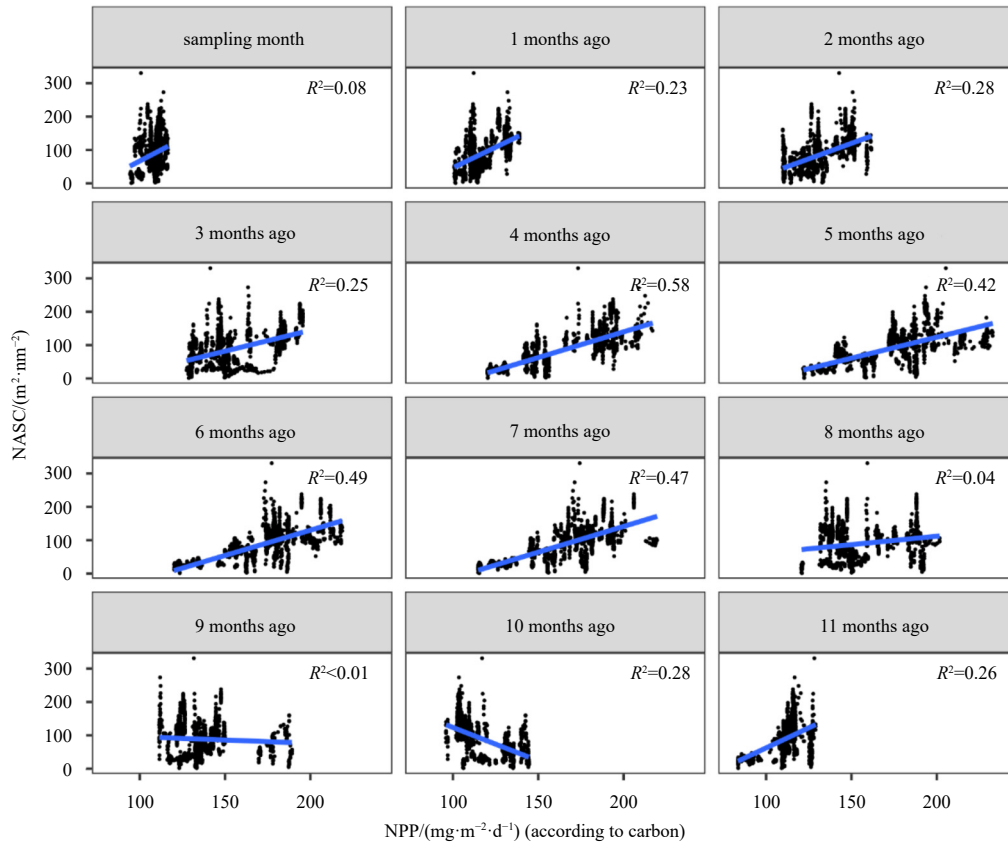 sampling month
1 months ago
2 months ago
300
200
100
0
R²=0.08
R²=0.23
R²=0.28
3 months ago
4 months ago
5 months ago
300
200
100
0
R²=0.25
R²=0.58
R²=0.42
NASC/(m²·nm⁻²)
6 months ago
7 months ago
8 months ago
300
200
100
0
R²=0.49
R²=0.47
R²=0.04
9 months ago
10 months ago
11 months ago
300
200
100
0
R²<0.01
R²=0.28
R²=0.26
100 150 200 100 150 200 100 150 200
NPP/(mg·m⁻²·d⁻¹) (according to carbon)